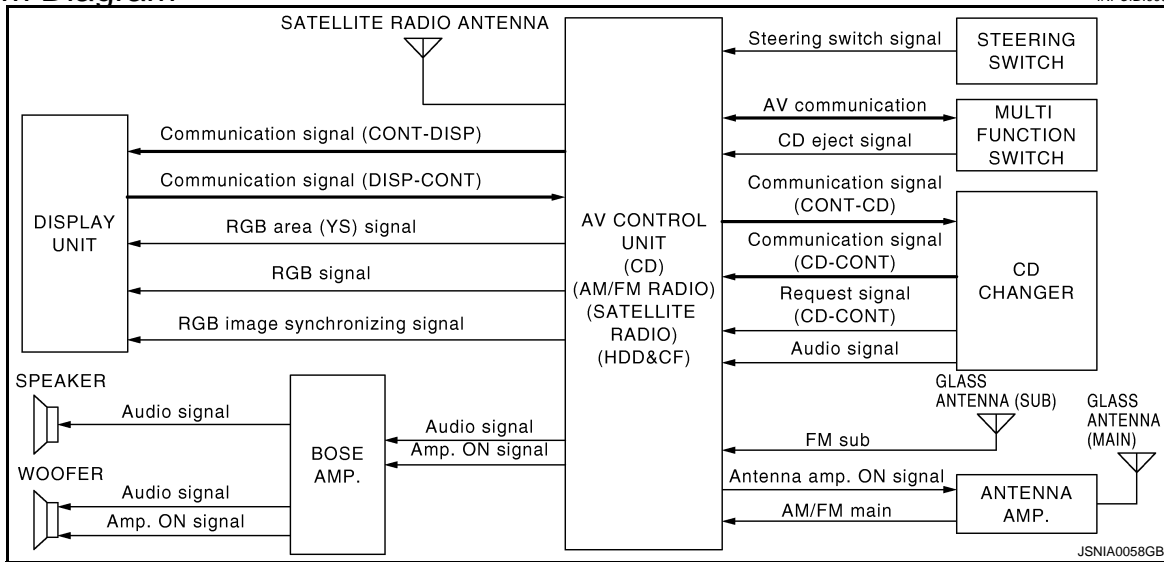 SATELLITE RADIO ANTENNA
Communication signal (CONT-DISP)
Communication signal (DISP-CONT)
DISPLAY
UNIT
RGB area (YS) signal
RGB signal
RGB image synchronizing signal
SPEAKER
Audio signal
WOOFER
Audio signal
Amp. ON signal
BOSE
AMP.
Audio signal
Amp. ON signal
AV CONTROL
UNIT
(CD)
(AM/FM RADIO)
(SATELLITE
RADIO)
(HDD&CF)
Steering switch signal
STEERING
SWITCH
AV communication
CD eject signal
MULTI
FUNCTION
SWITCH
Communication signal
(CONT-CD)
Communication signal
(CD-CONT)
Request signal
(CD-CONT)
Audio signal
CD
CHANGER
GLASS
ANTENNA (SUB)
FM sub
GLASS
ANTENNA
(MAIN)
Antenna amp. ON signal
AM/FM main
ANTENNA
AMP.
JSNIA0058GB